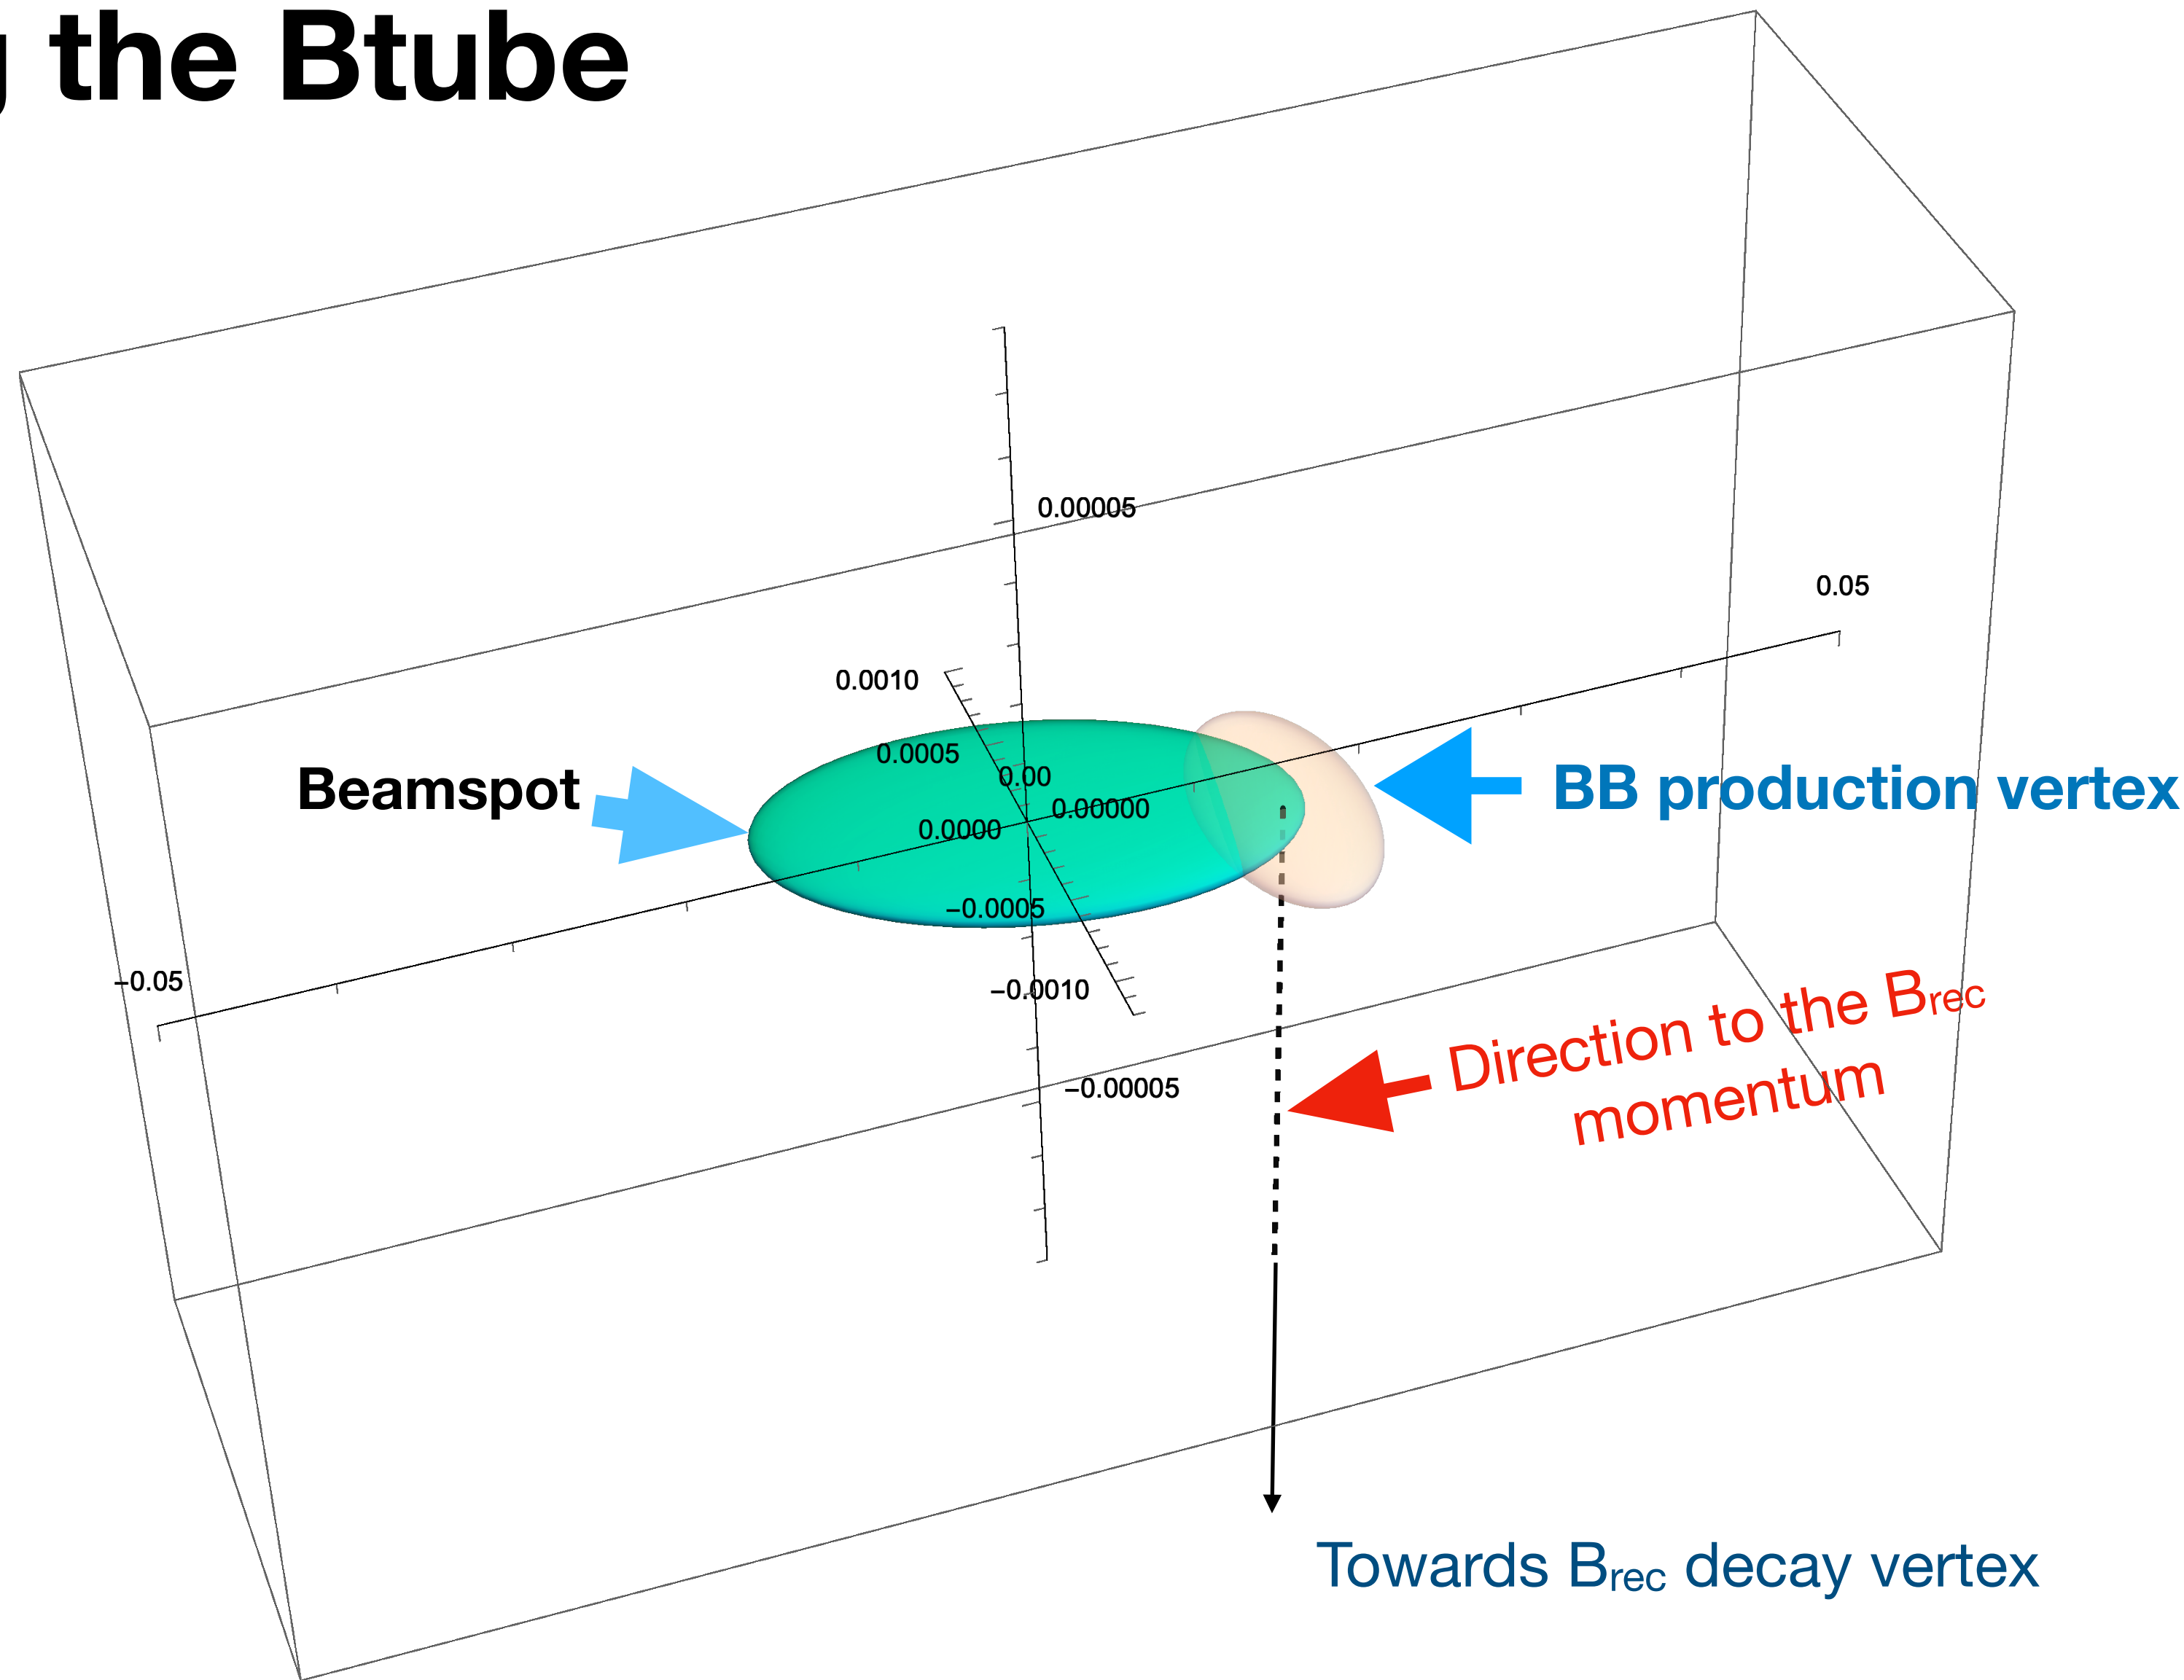 g the Btube
0.00005
0.05
0.0010
0.0005
0.00
Beamspot
BB production vertex
0.00000
0.0000
−0.0005
−0.05
−0.0010
Direction to the Brec
momentum
−0.00005
Towards Brec decay vertex